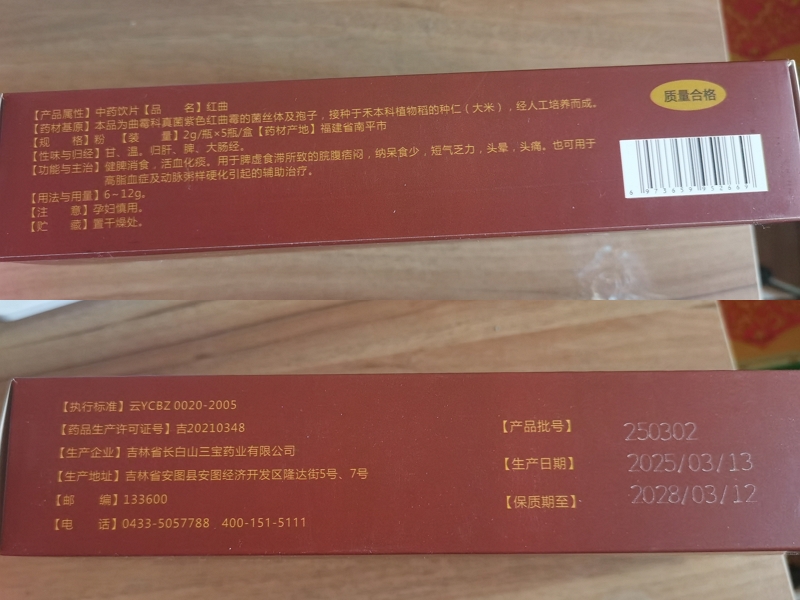 【产品属性】中药饮片【品　　名】红曲
【药材基原】本品为曲霉科真菌紫色红曲霉的菌丝体及孢子，接种于禾本科植物稻的种仁（大米），经人工培养而成。
【规　　格】粉　【装　　量】2g/瓶×5瓶/盒【药材产地】福建省南平市
【性味与归经】甘、温。归肝、脾、大肠经。
【功能与主治】健脾消食，活血化痰。用于脾虚食滞所致的脘腹痞闷，纳呆食少，短气乏力，头晕，头痛。也可用于
高脂血症及动脉粥样硬化引起的辅助治疗。
【用法与用量】6－12g。
【注　　意】孕妇慎用。
【贮　　藏】置干燥处。
质量合格
【执行标准】云YCBZ 0020-2005
【药品生产许可证号】吉20210348
【生产企业】吉林省长白山三宝药业有限公司
【生产地址】吉林省安图县安图经济开发区隆达街5号、7号
【邮　　编】133600
【电　　话】0433-5057788　400-151-5111
【产品批号】 250302
【生产日期】 2025/03/13
【保质期至】· 2028/03/12